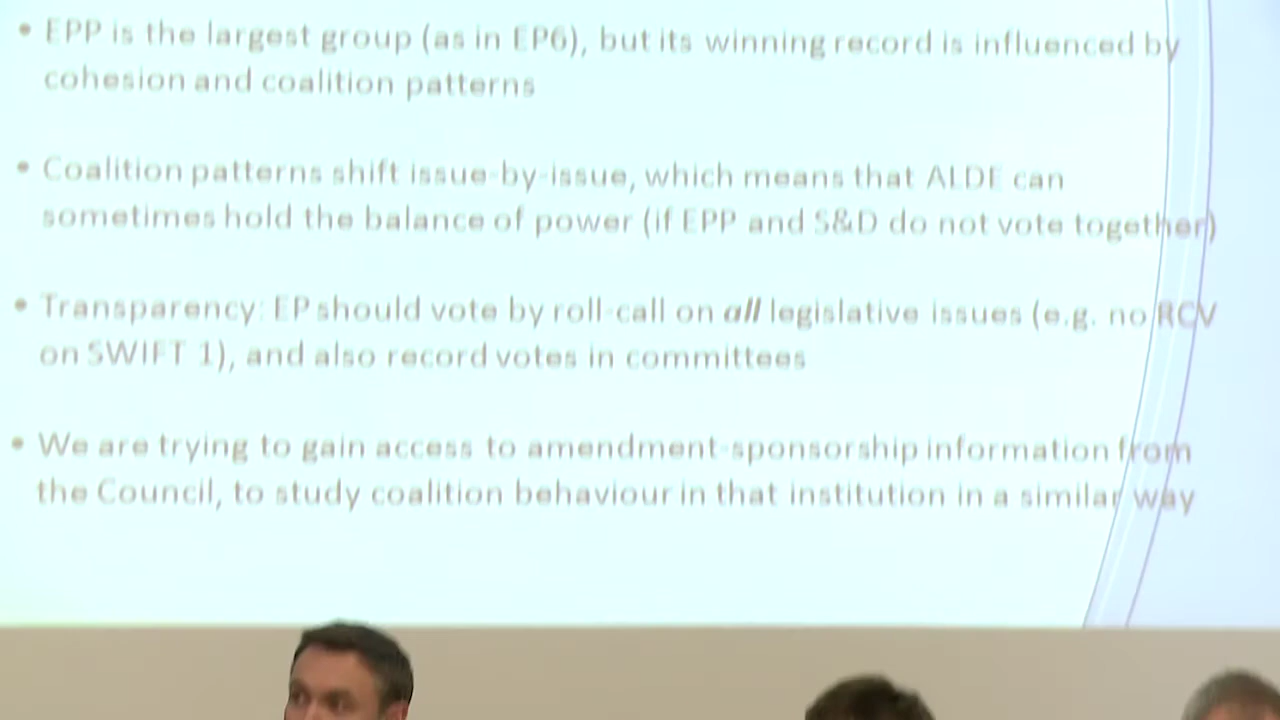 • EPP is the largest group (as in EP6), but its winning record is influenced by
cohesion and coalition patterns
• Coalition patterns shift issue-by-issue, which means that ALDE can
sometimes hold the balance of power (if EPP and S&D do not vote together)
• Transparency: EP should vote by roll-call on all legislative issues (e.g. no RCV
on SWIFT 1), and also record votes in committees
• We are trying to gain access to amendment-sponsorship information from
the Council, to study coalition behaviour in that institution in a similar way